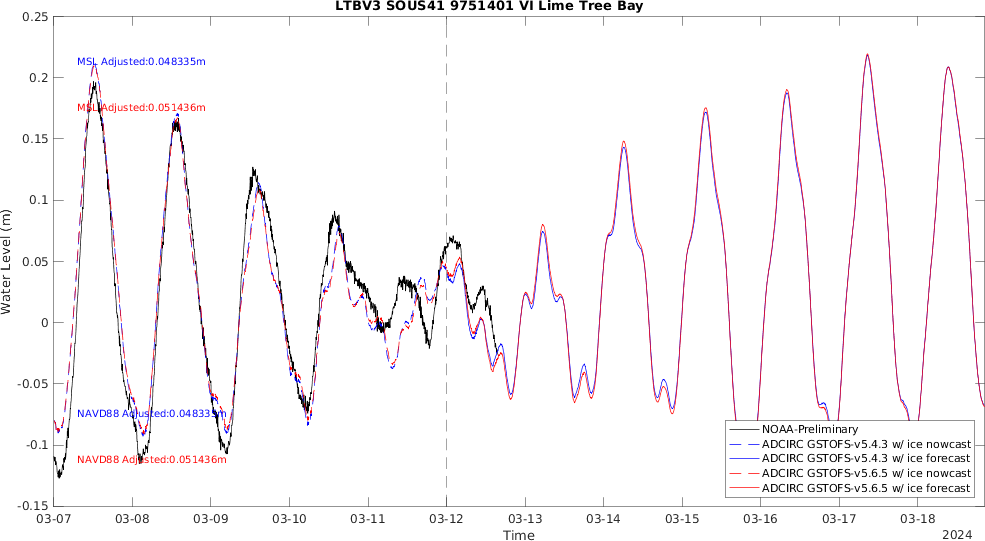 LTBV3 SOUS41 9751401 VI Lime Tree Bay
0.25
0.2
0.15
0.1
0.05
0
-0.05
-0.1
-0.15
Water Level (m)
MSL Adjusted:0.048335m
MSL Adjusted:0.051436m
NAVD88 Adjusted:0.048335m
NAVD88 Adjusted:0.051436m
NOAA-Preliminary
ADCIRC GSTOFS-v5.4.3 w/ ice nowcast
ADCIRC GSTOFS-v5.4.3 w/ ice forecast
ADCIRC GSTOFS-v5.6.5 w/ ice nowcast
ADCIRC GSTOFS-v5.6.5 w/ ice forecast
03-07 03-08 03-09 03-10 03-11 03-12 03-13 03-14 03-15 03-16 03-17 03-18
Time
2024